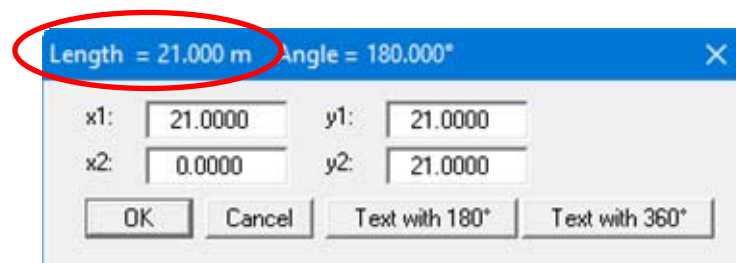 Length = 21.000 m Angle = 180.000°
x1: 21.0000 y1: 21.0000
x2: 0.0000 y2: 21.0000
OK Cancel Text with 180° Text with 360°